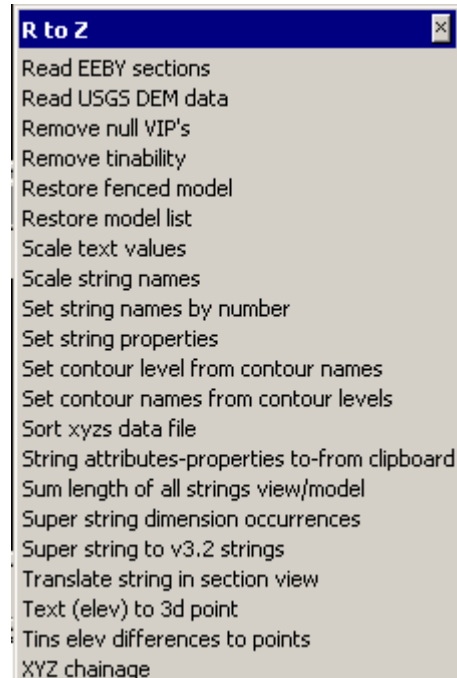 R to Z
Read EEBY sections
Read USGS DEM data
Remove null VIP's
Remove tinability
Restore fenced model
Restore model list
Scale text values
Scale string names
Set string names by number
Set string properties
Set contour level from contour names
Set contour names from contour levels
Sort xyzs data file
String attributes-properties to-from clipboard
Sum length of all strings view/model
Super string dimension occurrences
Super string to v3.2 strings
Translate string in section view
Text (elev) to 3d point
Tins elev differences to points
XYZ chainage